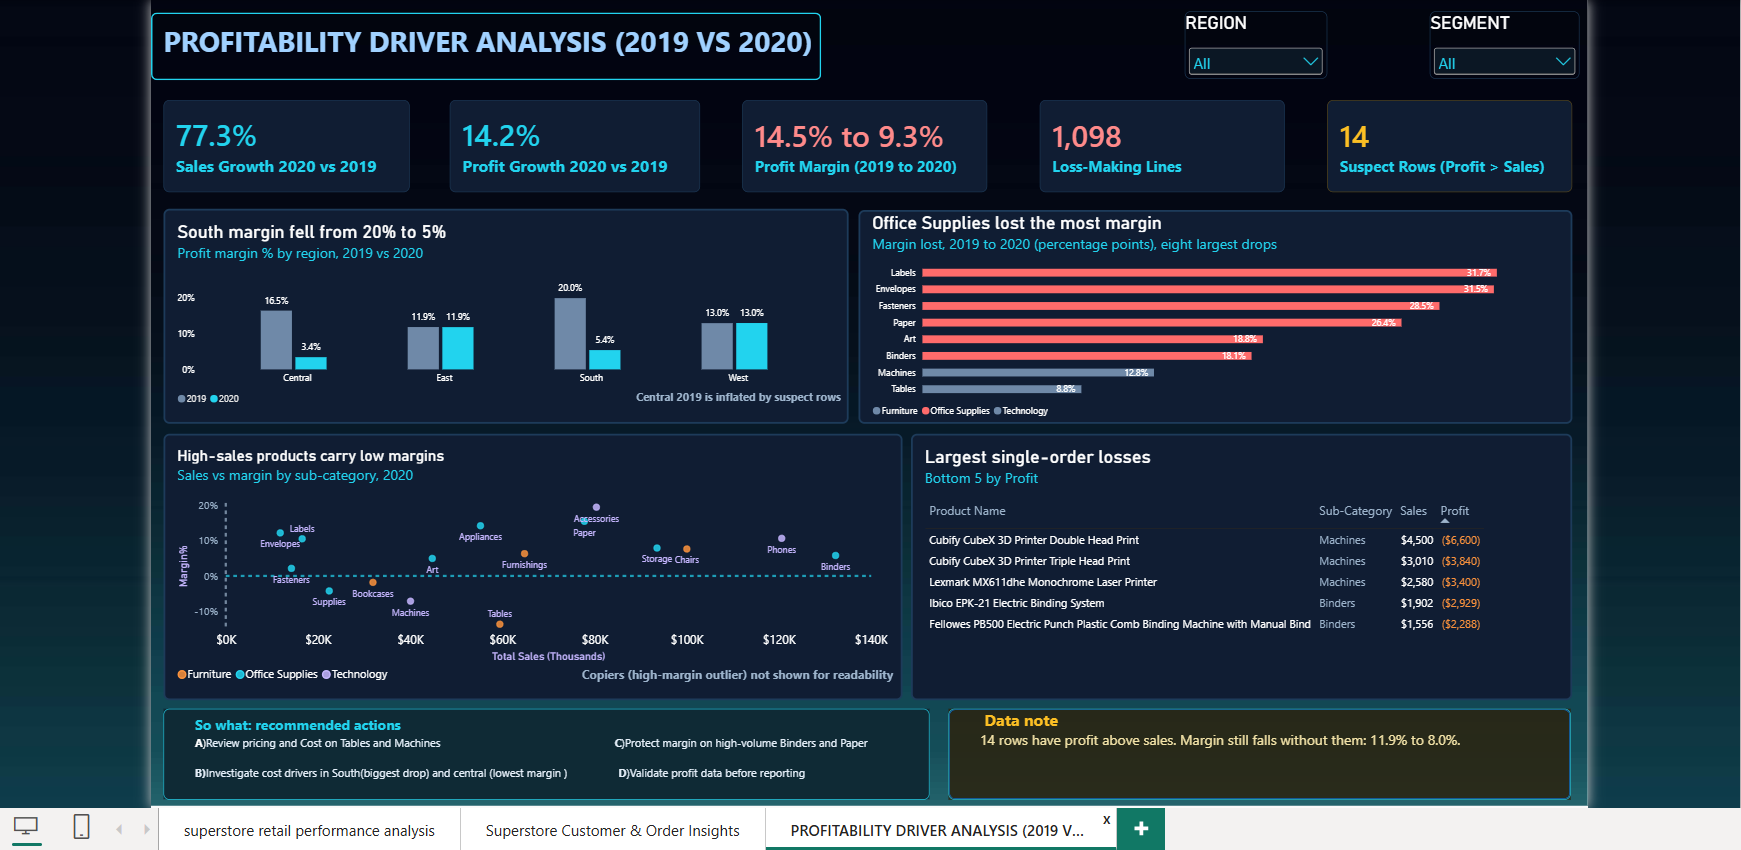 PROFITABILITY DRIVER ANALYSIS (2019 VS 2020)
REGION
All
SEGMENT
All
77.3%
Sales Growth 2020 vs 2019
14.2%
Profit Growth 2020 vs 2019
14.5% to 9.3%
Profit Margin (2019 to 2020)
1,098
Loss-Making Lines
14
Suspect Rows (Profit > Sales)
South margin fell from 20% to 5%
Profit margin % by region, 2019 vs 2020
20%
10%
0%
16.5%
3.4%
11.9%
11.9%
20.0%
5.4%
13.0%
13.0%
Central
East
South
West
2019
2020
Central 2019 is inflated by suspect rows
Office Supplies lost the most margin
Margin lost, 2019 to 2020 (percentage points), eight largest drops
Labels 31.7%
Envelopes 31.5%
Fasteners 28.5%
Paper 26.4%
Art 18.8%
Binders 18.1%
Machines 12.8%
Tables 8.8%
Furniture Office Supplies Technology
High-sales products carry low margins
Sales vs margin by sub-category, 2020
Margin%
20%
10%
0%
-10%
Labels
Envelopes
Fasteners
Supplies
Bookcases
Machines
Art
Appliances
Tables
Furnishings
Accessories
Paper
Storage
Chairs
Phones
Binders
$0K $20K $40K $60K $80K $100K $120K $140K
Total Sales (Thousands)
Furniture Office Supplies Technology
Copiers (high-margin outlier) not shown for readability
Largest single-order losses
Bottom 5 by Profit
Product Name Sub-Category Sales Profit
Cubify CubeX 3D Printer Double Head Print Machines $4,500 ($6,600)
Cubify CubeX 3D Printer Triple Head Print Machines $3,010 ($3,840)
Lexmark MX611dhe Monochrome Laser Printer Machines $2,580 ($3,400)
Ibico EPK-21 Electric Binding System Binders $1,902 ($2,929)
Fellowes PB500 Electric Punch Plastic Comb Binding Machine with Manual Bind Binders $1,556 ($2,288)
So what: recommended actions
A)Review pricing and Cost on Tables and Machines
C)Protect margin on high-volume Binders and Paper
B)Investigate cost drivers in South(biggest drop) and central (lowest margin )
D)Validate profit data before reporting
Data note
14 rows have profit above sales. Margin still falls without them: 11.9% to 8.0%.
superstore retail performance analysis
Superstore Customer & Order Insights
PROFITABILITY DRIVER ANALYSIS (2019 V...
x